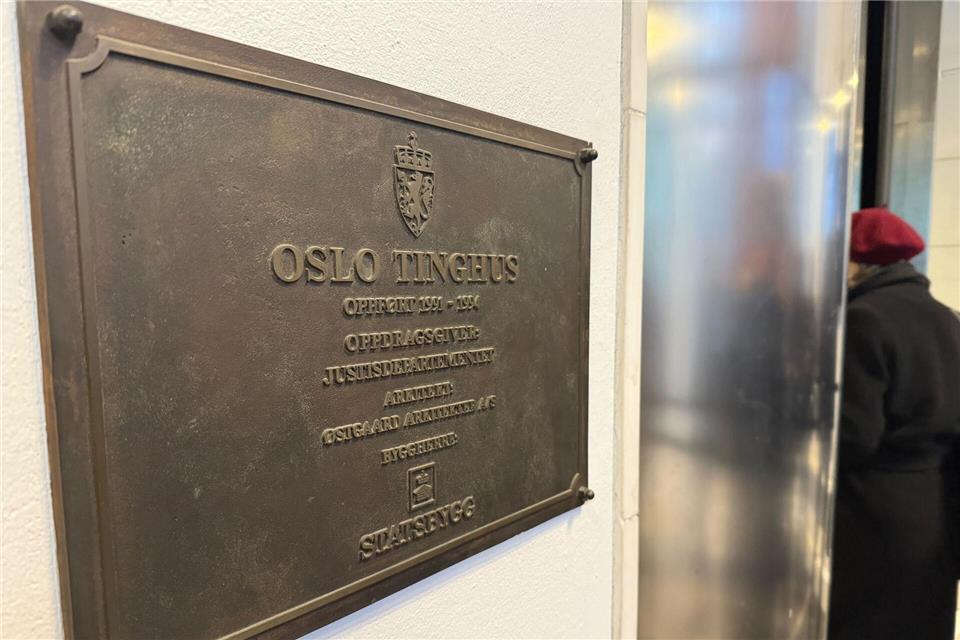 OSLO TINGHUS
OPPFØRT 1991 - 1994
OPPDRAGSGIVER:
JUSTISDEPARTEMENTET
ARKITEKT:
ØSTGAARD ARKITEKTER A/S
BYGGHERRE:
STATSBYGG